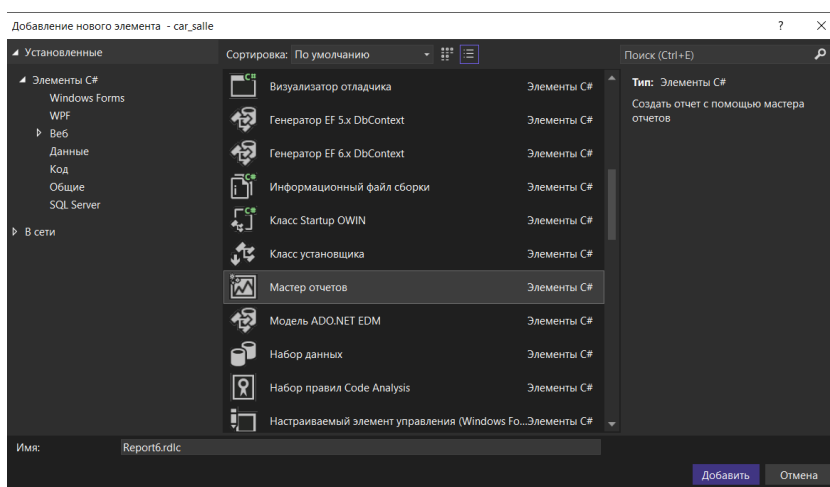 Добавление нового элемента - car_salle
? ×
Установленные
Сортировка: По умолчанию
Поиск (Ctrl+E)
Элементы C#
Windows Forms
WPF
Веб
Данные
Код
Общие
SQL Server
В сети
Визуализатор отладчика Элементы C#
Генератор EF 5.x DbContext Элементы C#
Генератор EF 6.x DbContext Элементы C#
Информационный файл сборки Элементы C#
Класс Startup OWIN Элементы C#
Класс установщика Элементы C#
Мастер отчетов Элементы C#
Модель ADO.NET EDM Элементы C#
Набор данных Элементы C#
Набор правил Code Analysis Элементы C#
Настраиваемый элемент управления (Windows Fo...Элементы C#
Тип: Элементы C#
Создать отчет с помощью мастера
отчетов
Имя: Report6.rdlc
Добавить Отмена